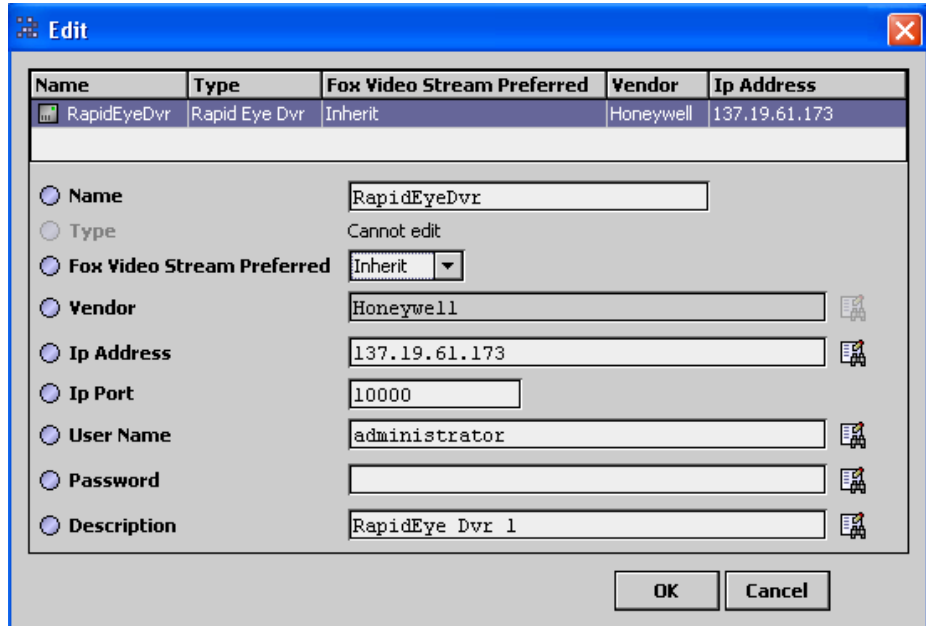 Edit
Name Type Fox Video Stream Preferred Vendor Ip Address
RapidEyeDvr Rapid Eye Dvr Inherit Honeywell 137.19.61.173
Name RapidEyeDvr
Type Cannot edit
Fox Video Stream Preferred Inherit
Vendor Honeywell
Ip Address 137.19.61.173
Ip Port 10000
User Name administrator
Password
Description RapidEye Dvr 1
OK Cancel